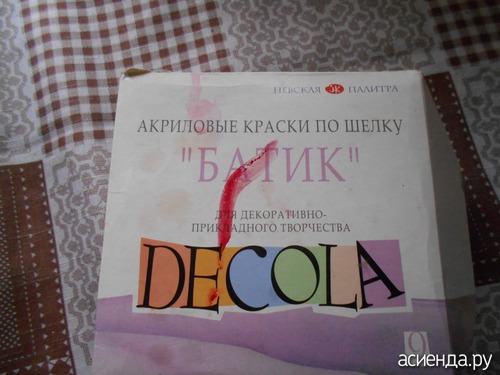 НЕВСКАЯ ПАЛИТРА
АКРИЛОВЫЕ КРАСКИ ПО ШЕЛКУ
"БАТИК"
ДЛЯ ДЕКОРАТИВНО-
ПРИКЛАДНОГО ТВОРЧЕСТВА
DECOLA
9
асиенда.ру